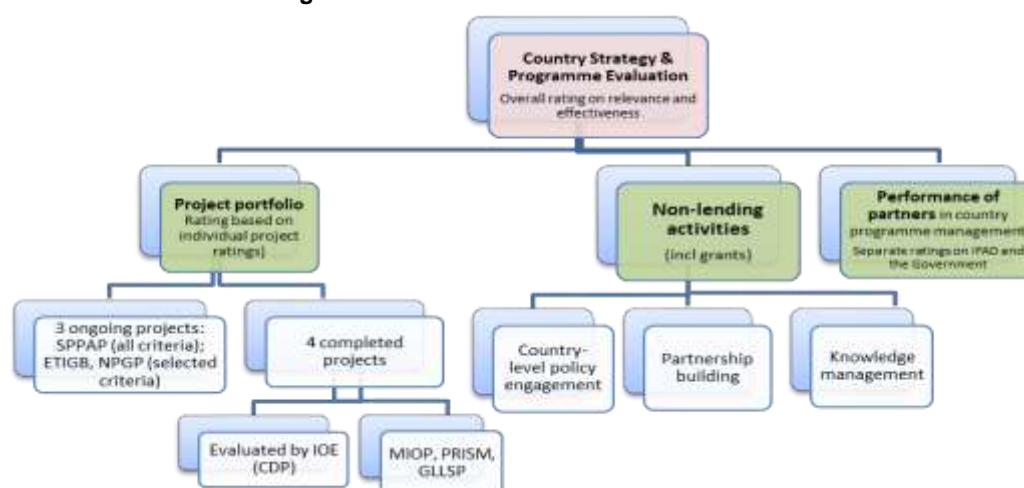 Country Strategy &
Programme Evaluation
Overall rating on relevance and
effectiveness
Project portfolio
Rating based on
individual project
ratings)
Non-lending
activities
(incl grants)
Performance of
partners in country
programme management
Separate ratings on IFAD and
the Government
3 ongoing projects:
SPPAP (all criteria);
ETIGB, NPGP (selected
criteria)
4 completed
projects
Country-
level policy
engagement
Partnership
building
Knowledge
management
Evaluated by IOE
(CDP)
MIOP, PRISM,
GLLSP